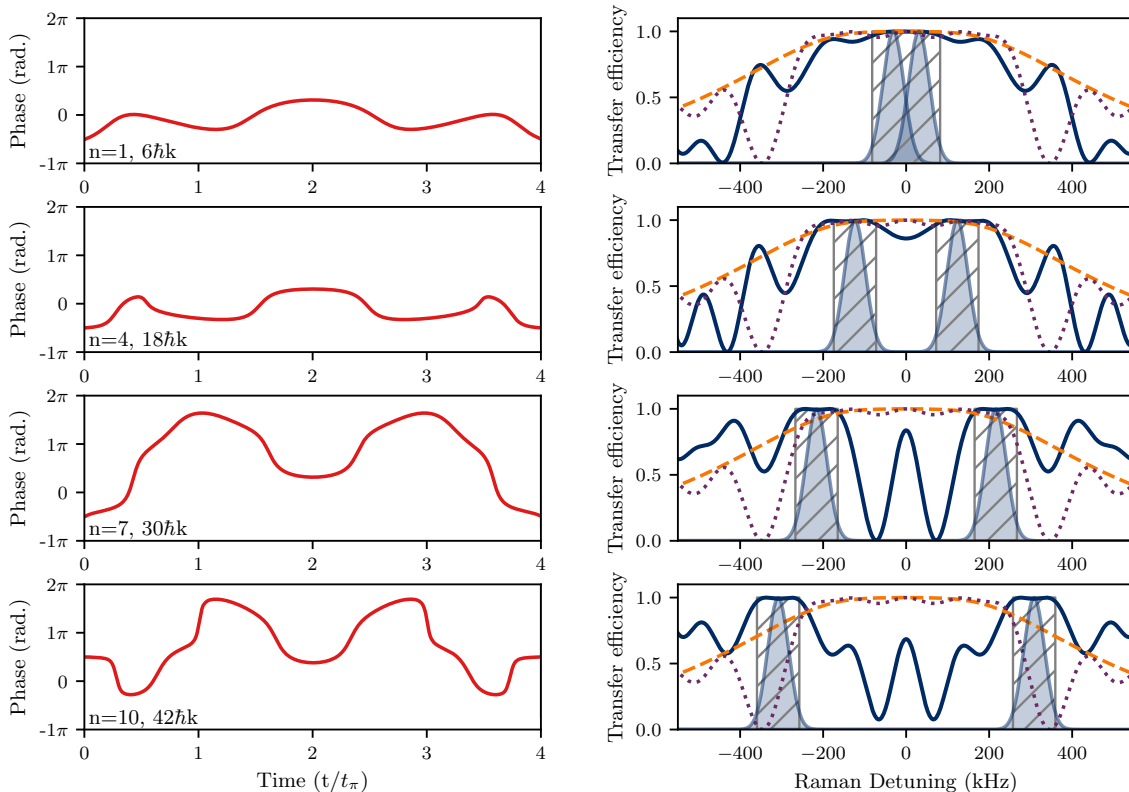 2π
1π
0
-1π
Phase (rad.)
n=1, 6ħk
0
1
2
3
4
1.0
0.5
0.0
Transfer efficiency
−400
−200
0
200
400
2π
1π
0
-1π
Phase (rad.)
n=4, 18ħk
0
1
2
3
4
1.0
0.5
0.0
Transfer efficiency
−400
−200
0
200
400
2π
1π
0
-1π
Phase (rad.)
n=7, 30ħk
0
1
2
3
4
1.0
0.5
0.0
Transfer efficiency
−400
−200
0
200
400
2π
1π
0
-1π
Phase (rad.)
n=10, 42ħk
0
1
2
3
4
Time (t/tπ)
1.0
0.5
0.0
Transfer efficiency
−400
−200
0
200
400
Raman Detuning (kHz)